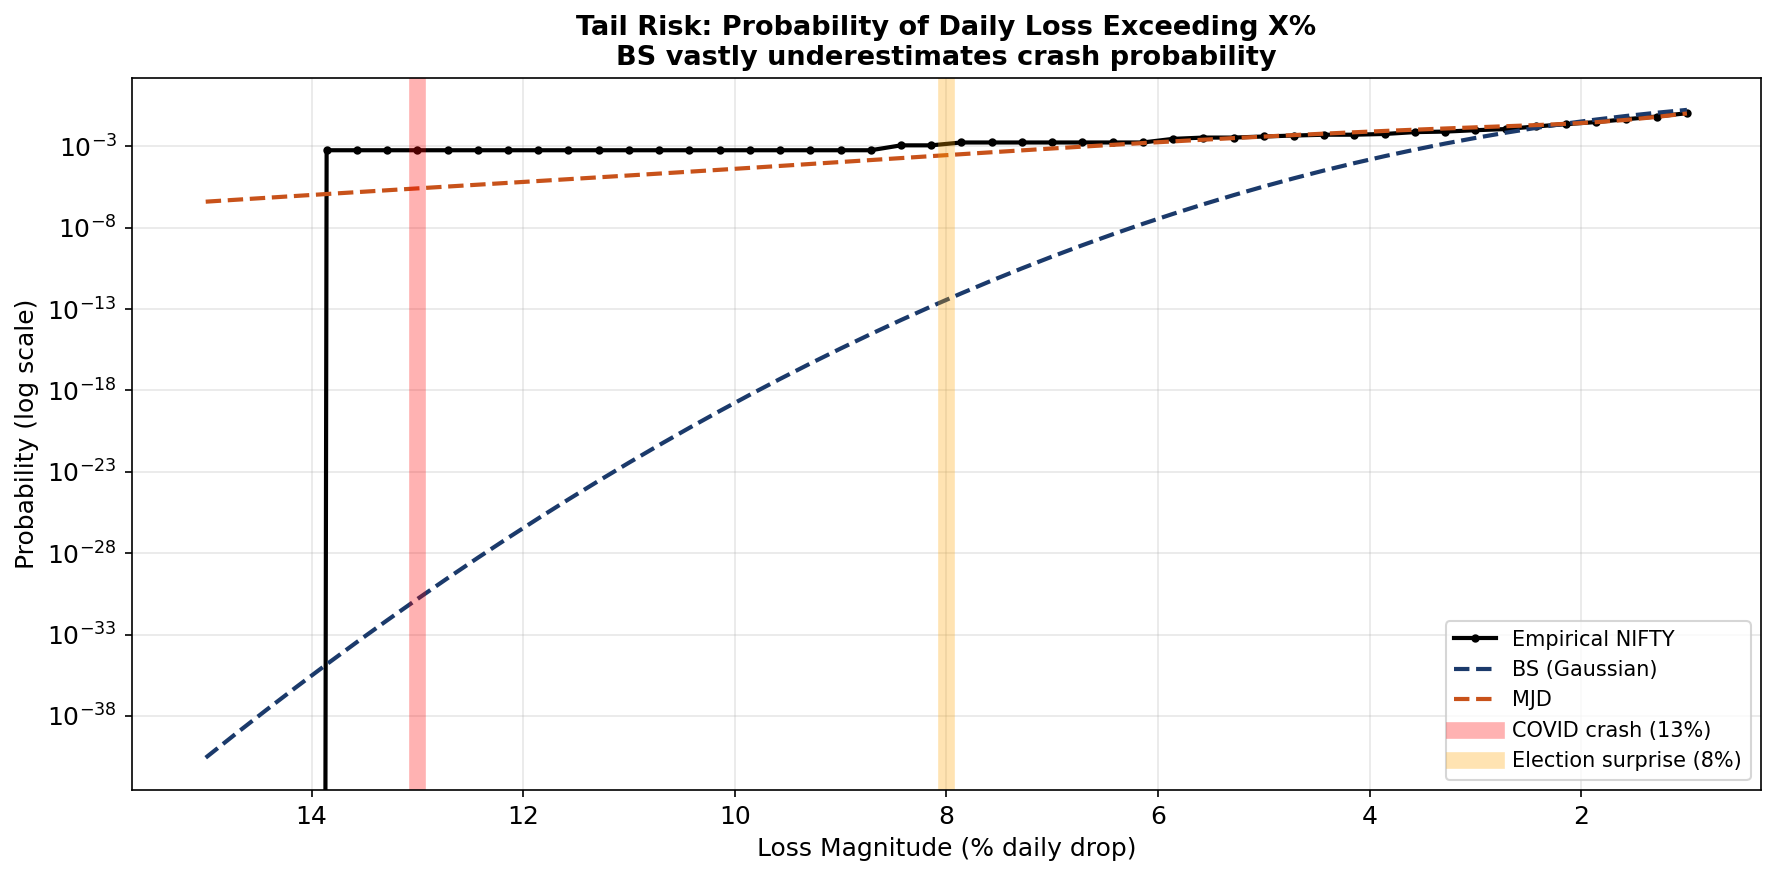 Tail Risk: Probability of Daily Loss Exceeding X%
BS vastly underestimates crash probability
Probability (log scale)
10⁻³
10⁻⁸
10⁻¹³
10⁻¹⁸
10⁻²³
10⁻²⁸
10⁻³³
10⁻³⁸
Empirical NIFTY
BS (Gaussian)
MJD
COVID crash (13%)
Election surprise (8%)
14 12 10 8 6 4 2
Loss Magnitude (% daily drop)